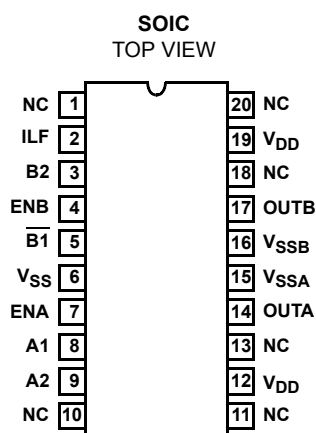 SOIC
TOP VIEW
NC 1 20 NC
ILF 2 19 VDD
B2 3 18 NC
ENB 4 17 OUTB
B1 5 16 VSSB
VSS 6 15 VSSA
ENA 7 14 OUTA
A1 8 13 NC
A2 9 12 VDD
NC 10 11 NC